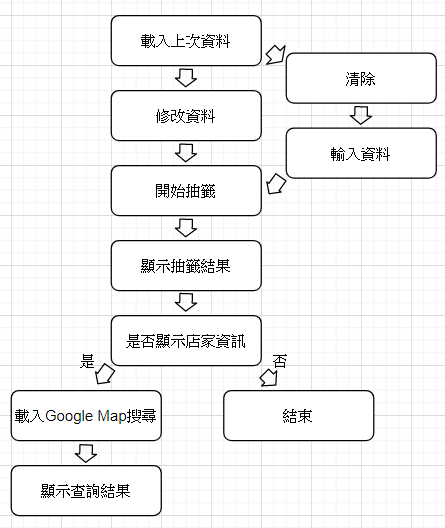 載入上次資料
清除
修改資料
輸入資料
開始抽籤
顯示抽籤結果
是否顯示店家資訊
是
否
載入Google Map搜尋
結束
顯示查詢結果